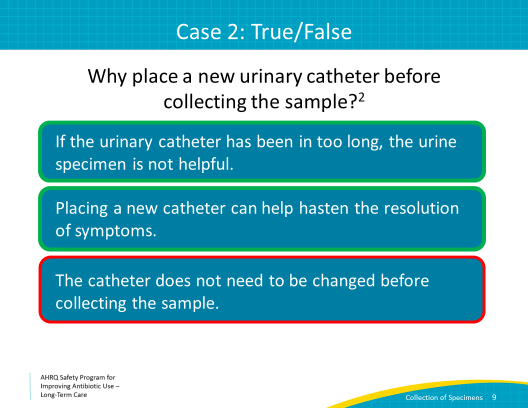 Case 2: True/False
Why place a new urinary catheter before
collecting the sample?²
If the urinary catheter has been in too long, the urine
specimen is not helpful.
Placing a new catheter can help hasten the resolution
of symptoms.
The catheter does not need to be changed before
collecting the sample.
AHRQ Safety Program for
Improving Antibiotic Use –
Long-Term Care
Collection of Specimens 9